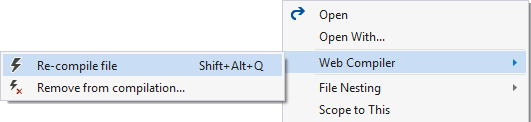 Open
Open With...
Web Compiler
Re-compile file Shift+Alt+Q
Remove from compilation...
File Nesting
Scope to This